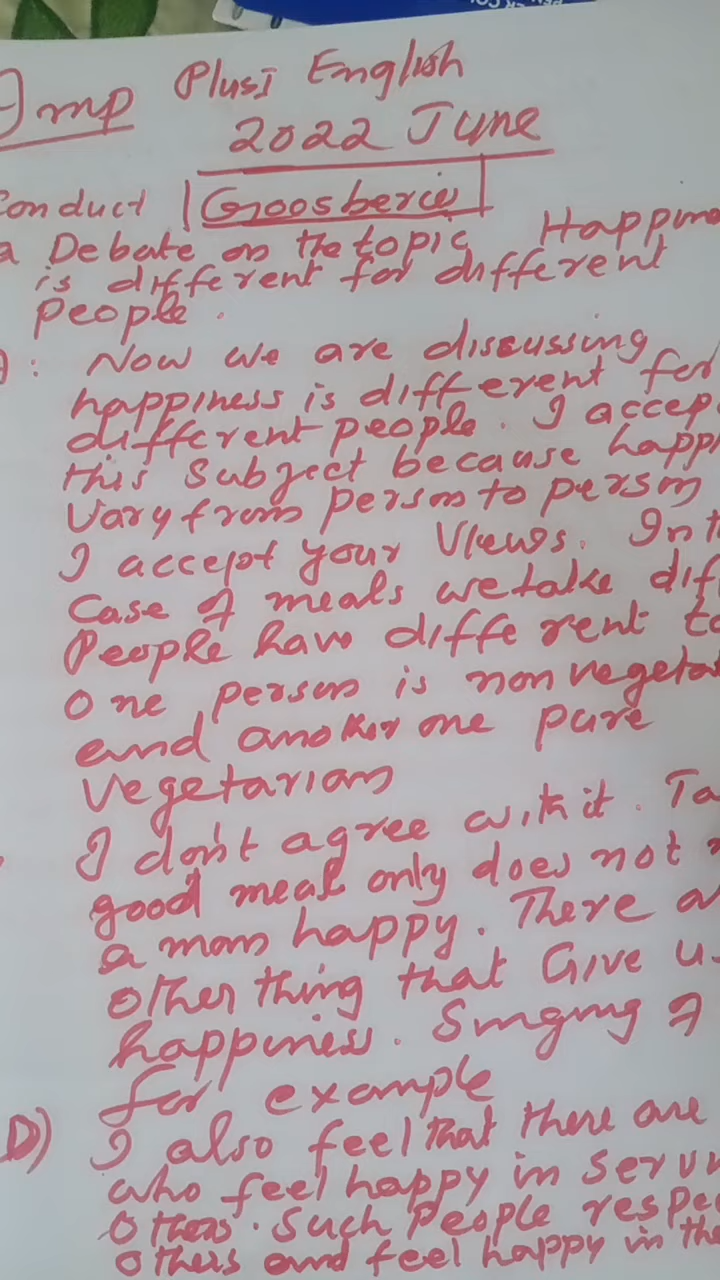 Imp Plus I English
2022 June
Conduct Goosberie
a Debate on the topic Happine
is different for different
people.
: Now we are discussing
happiness is different for
different people. I accep
this subject because happi
vary from person to person
I accept your views. In t
case of meals we take dif
People have different ta
one person is non vegeta
and another one pure
vegetarian
I don't agree with it. Ta
good meal only does not
a man happy. There a
other thing that Give u
happiness. Singing A
for example
D) I also feel that there are
who feel happy in serv
others. Such People respe
others and feel happy in the